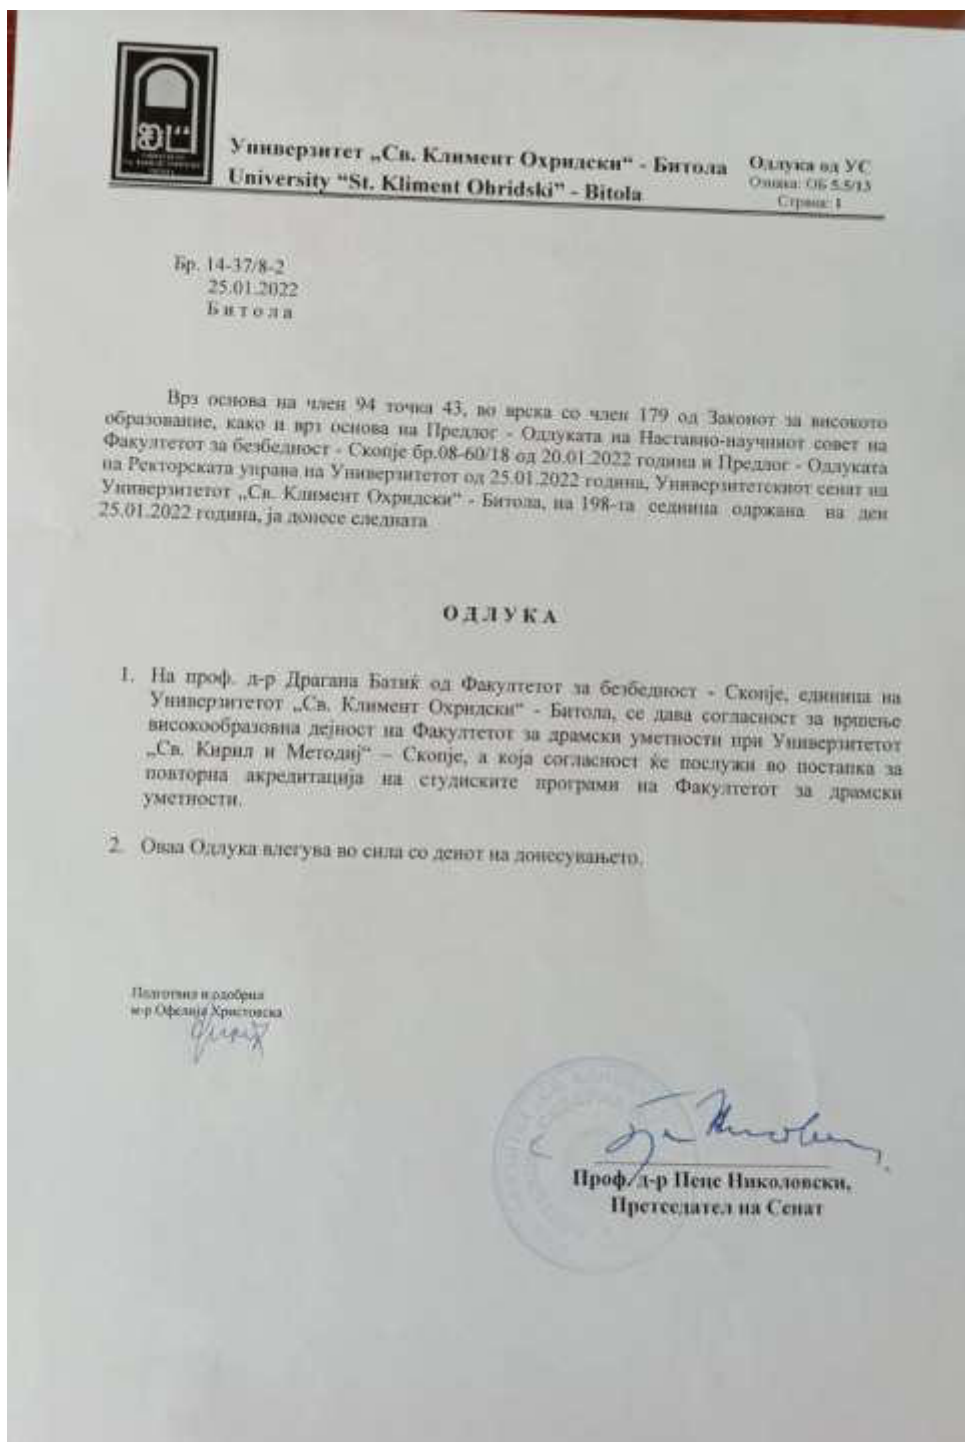 Универзитет „Св. Климент Охридски“ - Битола
University “St. Kliment Ohridski” - Bitola
Одлука од УС
Ознака: ОБ 5.5/13
Страна: 1
Бр. 14-37/8-2
25.01.2022
Б и т о л а
Врз основа на член 94 точка 43, во врска со член 179 од Законот за високото
образование, како и врз основа на Предлог - Одлуката на Наставно-научниот совет на
Факултетот за безбедност - Скопје бр.08-60/18 од 20.01.2022 година и Предлог - Одлуката
на Ректорската управа на Универзитетот од 25.01.2022 година, Универзитетскиот сенат на
Универзитетот „Св. Климент Охридски“ - Битола, на 198-та седница одржана на ден
25.01.2022 година, ја донесе следната
О Д Л У К А
1. На проф. д-р Драгана Батиќ од Факултетот за безбедност - Скопје, единица на
Универзитетот „Св. Климент Охридски“ - Битола, се дава согласност за вршење
високообразовна дејност на Факултетот за драмски уметности при Универзитетот
„Св. Кирил и Методиј“ – Скопје, а која согласност ќе послужи во постапка за
повторна акредитација на студиските програми на Факултетот за драмски
уметности.
2. Оваа Одлука влегува во сила со денот на донесувањето.
Подготвил и одобрил
м-р Офелија Христовска
Проф. д-р Пеце Николовски,
Претседател на Сенат